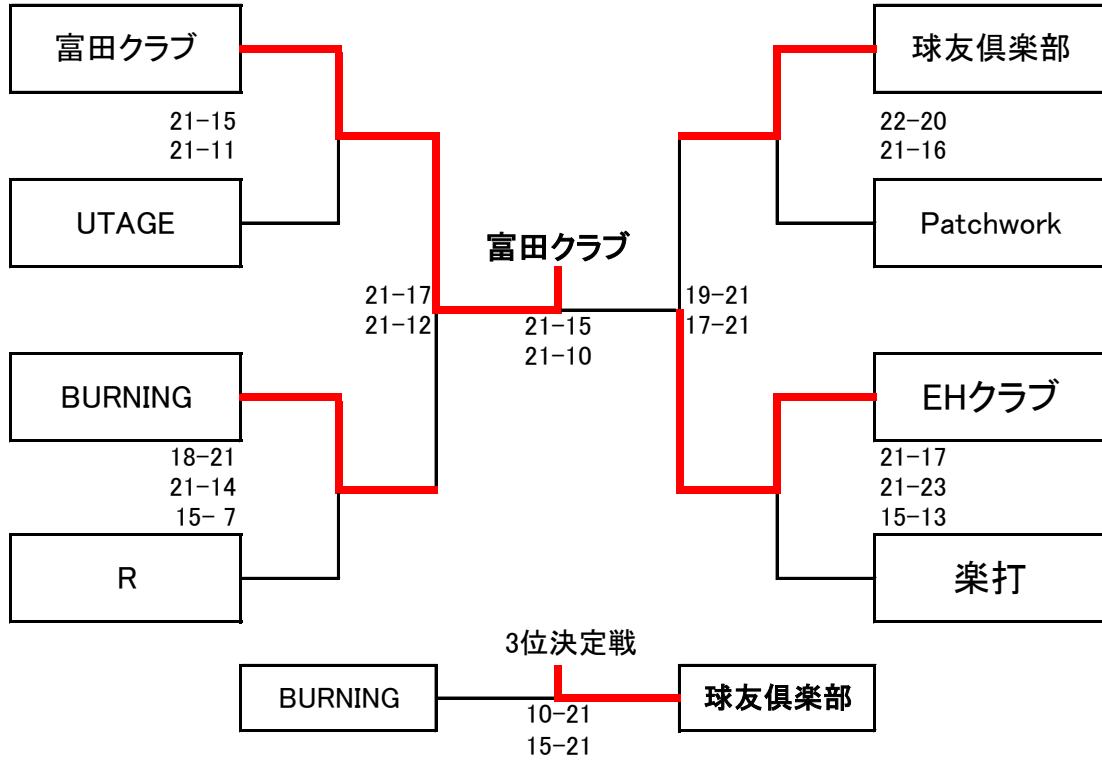 富田クラブ
21-15
21-11
UTAGE
球友倶楽部
22-20
21-16
Patchwork
富田クラブ
21-17
21-12
21-15
21-10
19-21
17-21
BURNING
18-21
21-14
15- 7
R
EHクラブ
21-17
21-23
15-13
楽打
3位決定戦
BURNING
10-21
15-21
球友倶楽部